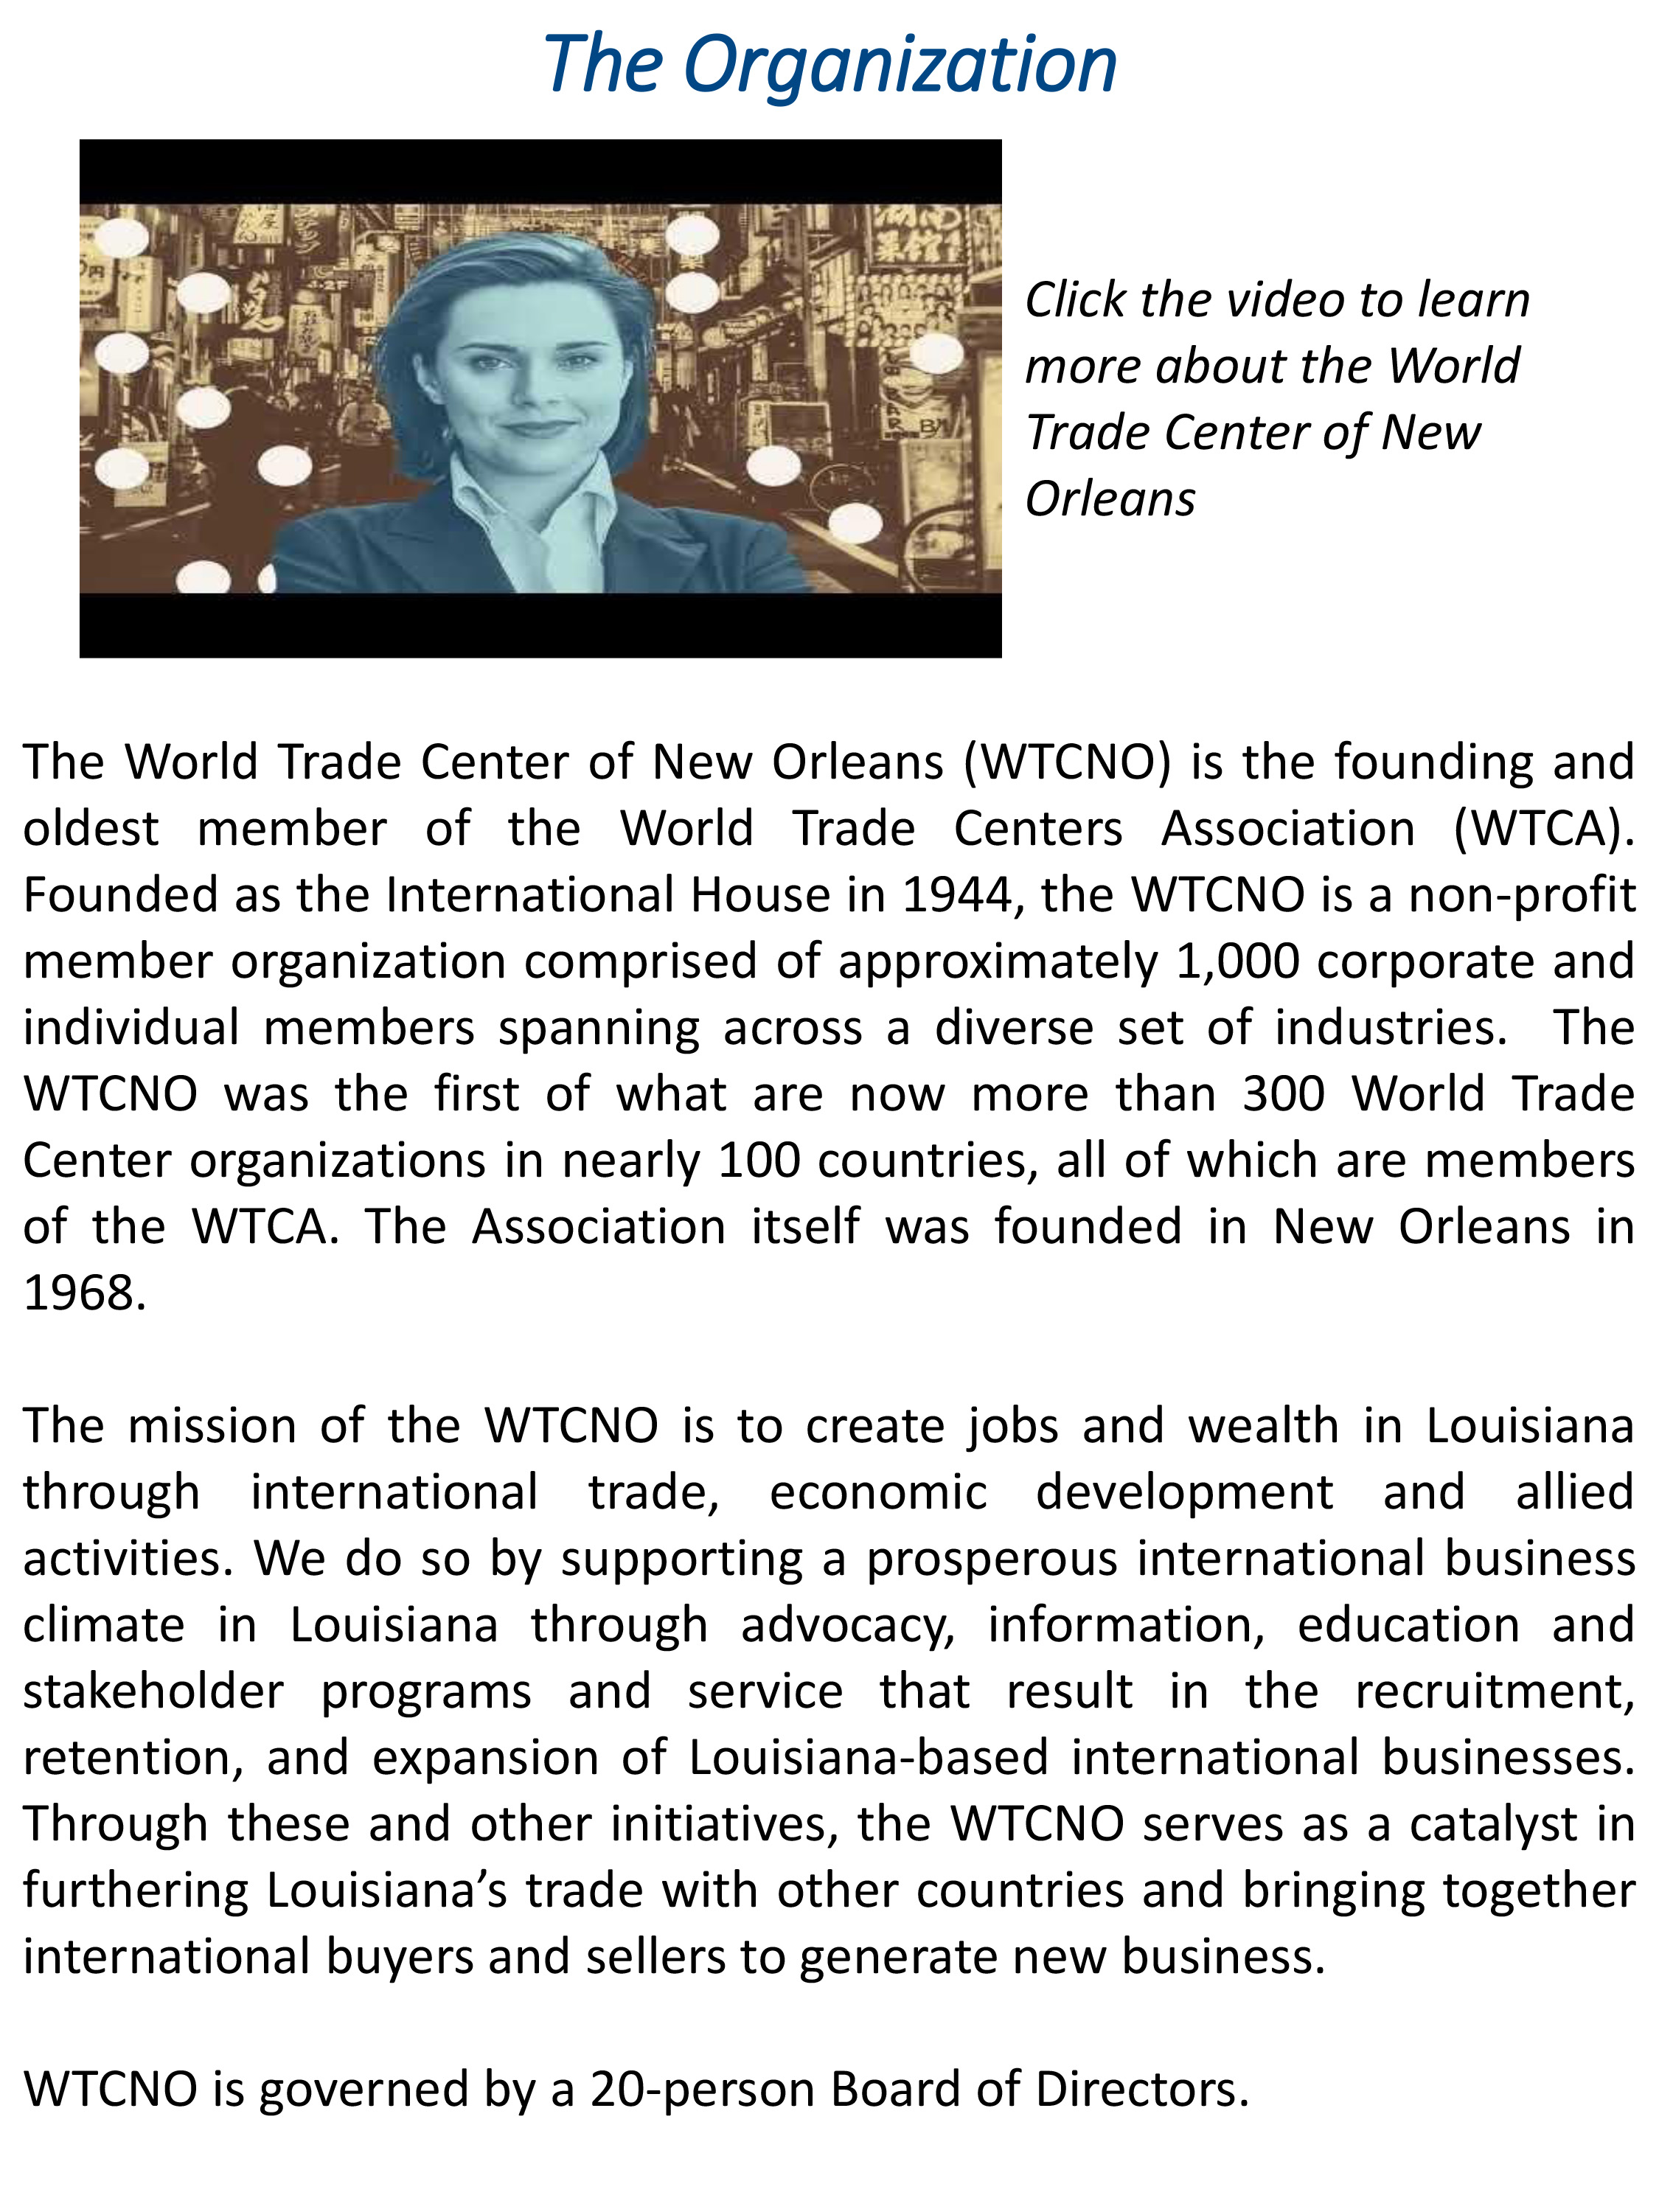 The Organization
Click the video to learn
more about the World
Trade Center of New
Orleans
The World Trade Center of New Orleans (WTCNO) is the founding and
oldest member of the World Trade Centers Association (WTCA).
Founded as the International House in 1944, the WTCNO is a non-profit
member organization comprised of approximately 1,000 corporate and
individual members spanning across a diverse set of industries.  The
WTCNO was the first of what are now more than 300 World Trade
Center organizations in nearly 100 countries, all of which are members
of the WTCA. The Association itself was founded in New Orleans in
1968.
The mission of the WTCNO is to create jobs and wealth in Louisiana
through international trade, economic development and allied
activities. We do so by supporting a prosperous international business
climate in Louisiana through advocacy, information, education and
stakeholder programs and service that result in the recruitment,
retention, and expansion of Louisiana-based international businesses.
Through these and other initiatives, the WTCNO serves as a catalyst in
furthering Louisiana’s trade with other countries and bringing together
international buyers and sellers to generate new business.
WTCNO is governed by a 20-person Board of Directors.